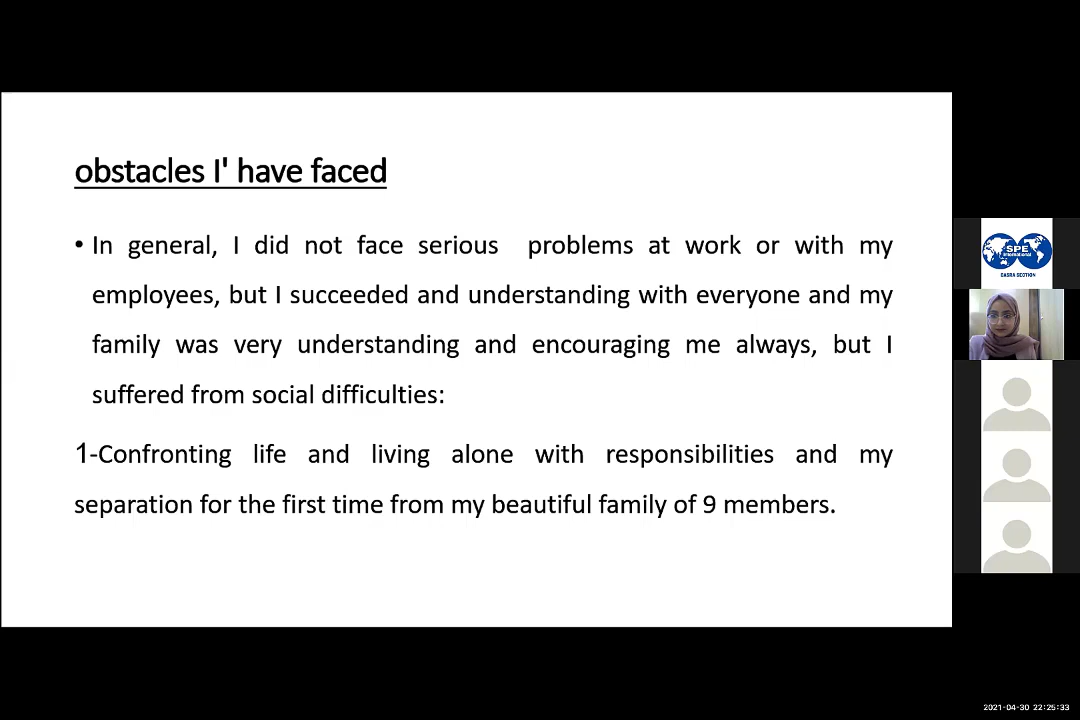 obstacles I' have faced
• In general, I did not face serious problems at work or with my
employees, but I succeeded and understanding with everyone and my
family was very understanding and encouraging me always, but I
suffered from social difficulties:
1-Confronting life and living alone with responsibilities and my
separation for the first time from my beautiful family of 9 members.
SPE
International
BASRA SECTION
2021-04-30 22:25:33